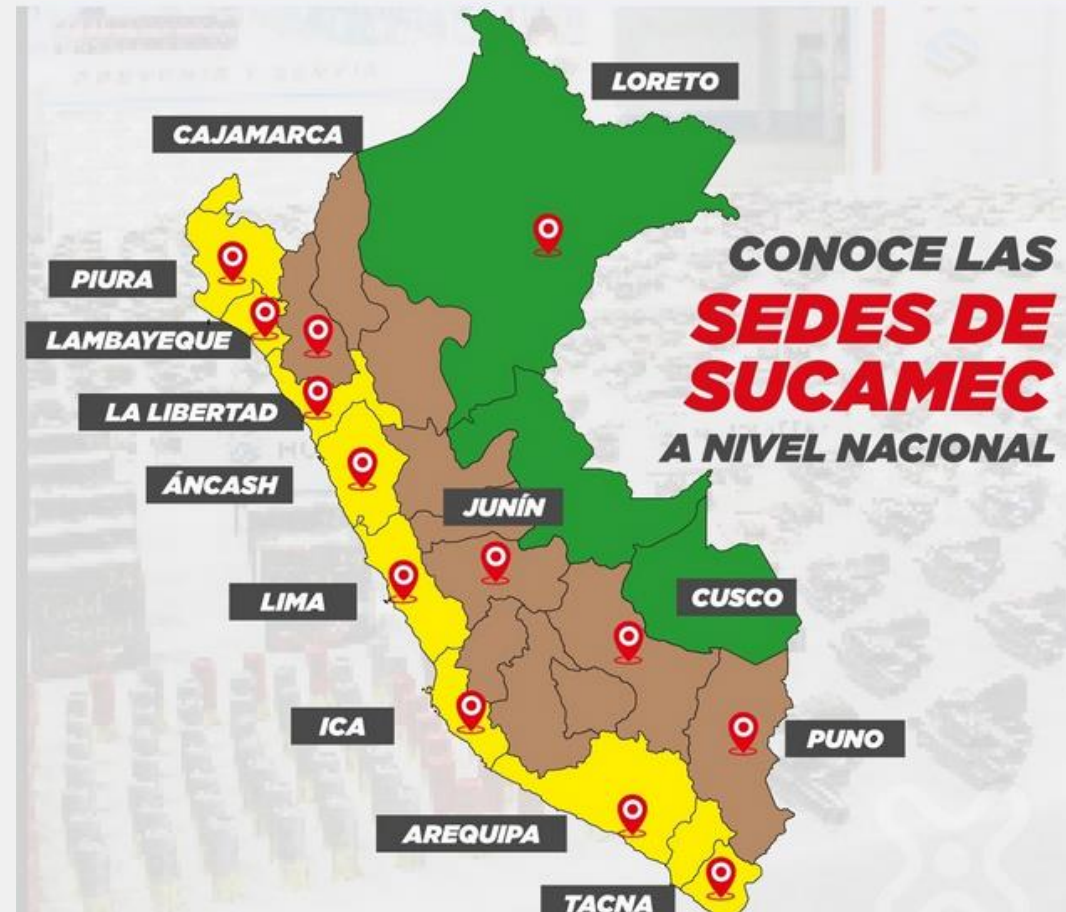 LORETO
CAJAMARCA
CONOCE LAS
SEDES DE
SUCAMEC
A NIVEL NACIONAL
PIURA
LAMBAYEQUE
LA LIBERTAD
ÁNCASH
JUNÍN
LIMA
CUSCO
ICA
PUNO
AREQUIPA
TACNA